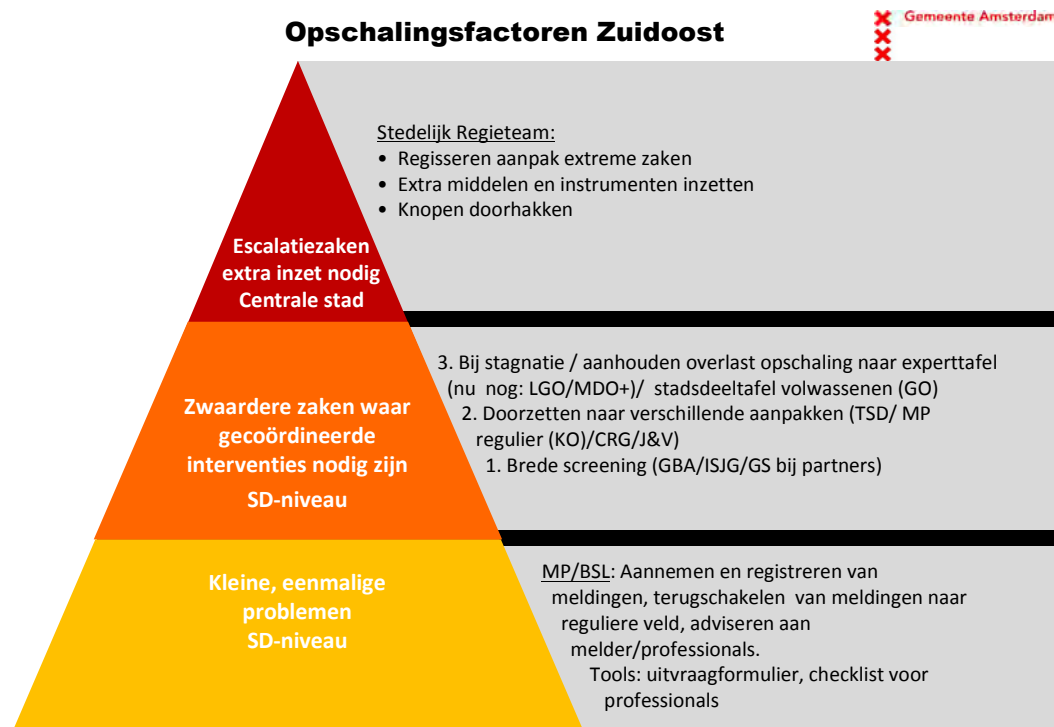 Opschalingsfactoren Zuidoost
Gemeente Amsterdam
Stedelijk Regieteam:
• Regisseren aanpak extreme zaken
• Extra middelen en instrumenten inzetten
• Knopen doorhakken
Escalatiezaken
extra inzet nodig
Centrale stad
3. Bij stagnatie / aanhouden overlast opschaling naar experttafel
(nu nog: LGO/MDO+)/ stadsdeeltafel volwassenen (GO)
2. Doorzetten naar verschillende aanpakken (TSD/ MP
regulier (KO)/CRG/J&V)
1. Brede screening (GBA/ISJG/GS bij partners)
Zwaardere zaken waar
gecoördineerde
interventies nodig zijn
SD-niveau
Kleine, eenmalige
problemen
SD-niveau
MP/BSL: Aannemen en registreren van
meldingen, terugschakelen van meldingen naar
reguliere veld, adviseren aan
melder/professionals.
Tools: uitvraagformulier, checklist voor
professionals